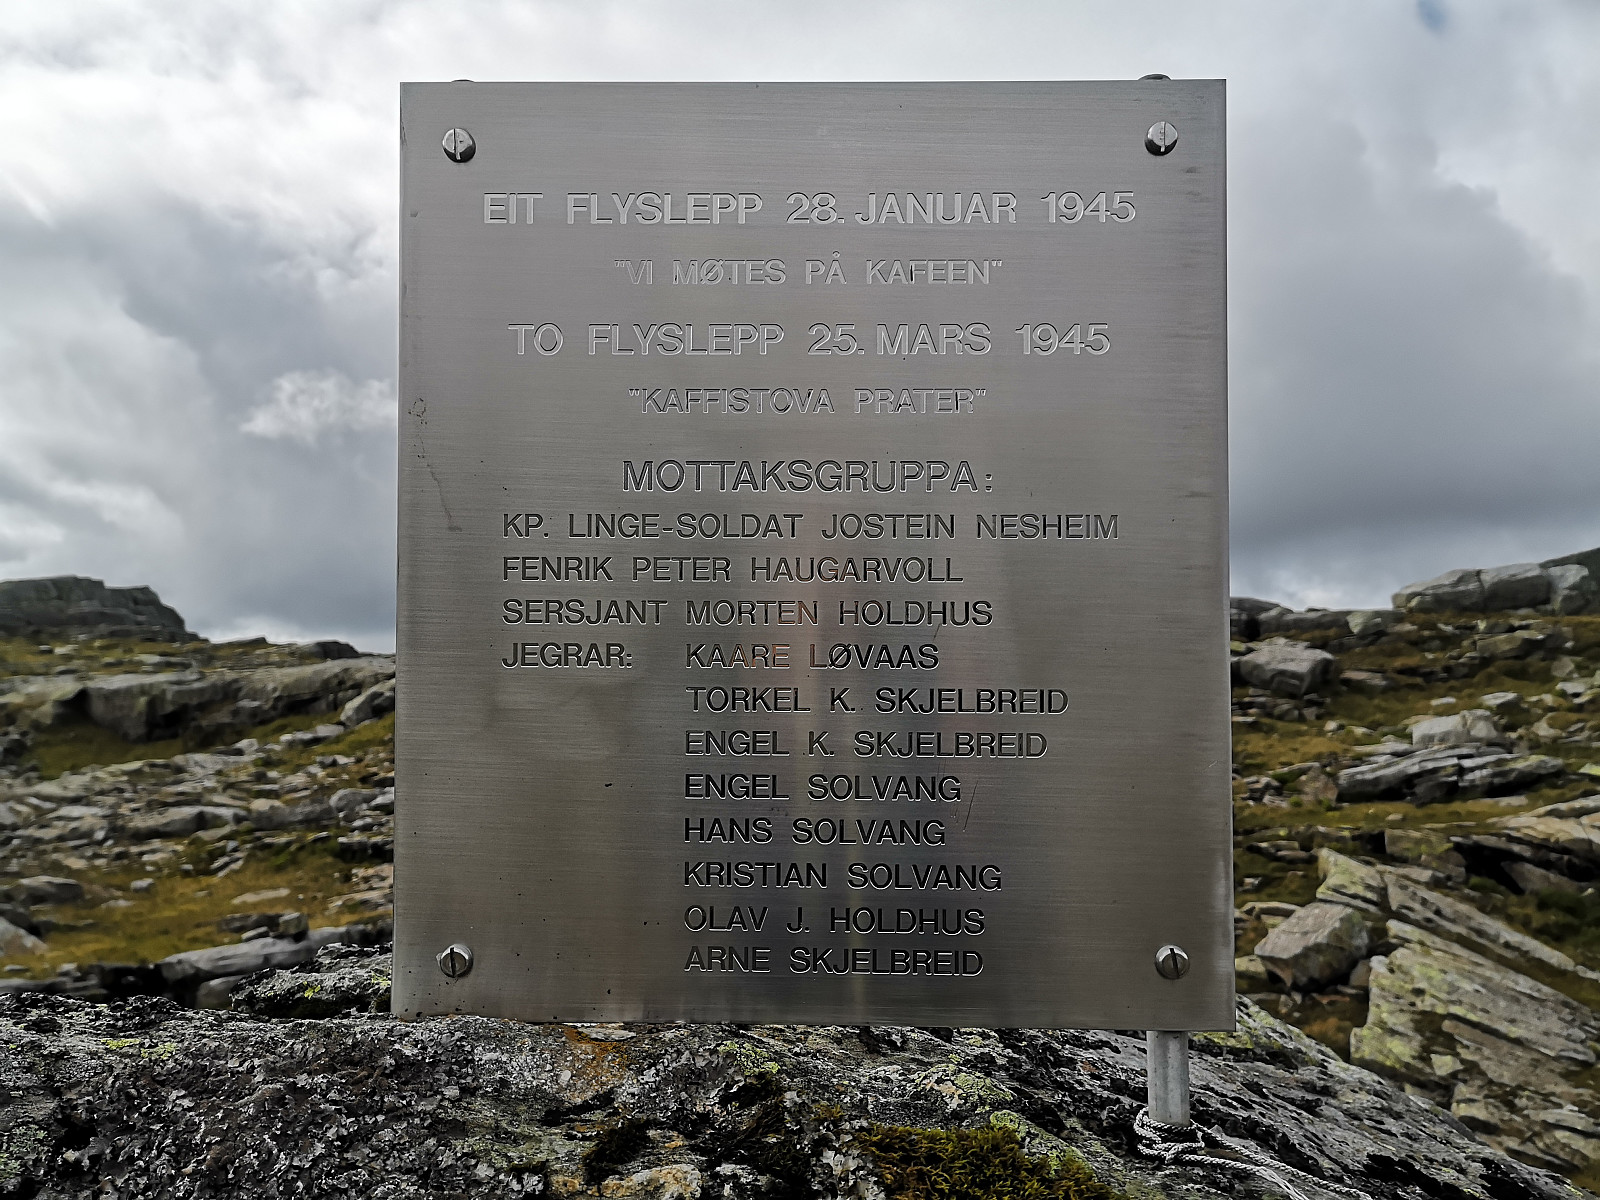 EIT FLYSLEPP 28. JANUAR 1945
"VI MØTES PÅ KAFEEN"
TO FLYSLEPP 25. MARS 1945
"KAFFISTOVA PRATER"
MOTTAKSGRUPPA:
KP. LINGE-SOLDAT JOSTEIN NESHEIM
FENRIK PETER HAUGARVOLL
SERSJANT MORTEN HOLDHUS
JEGRAR: KAARE LØVAAS
TORKEL K. SKJELBREID
ENGEL K. SKJELBREID
ENGEL SOLVANG
HANS SOLVANG
KRISTIAN SOLVANG
OLAV J. HOLDHUS
ARNE SKJELBREID